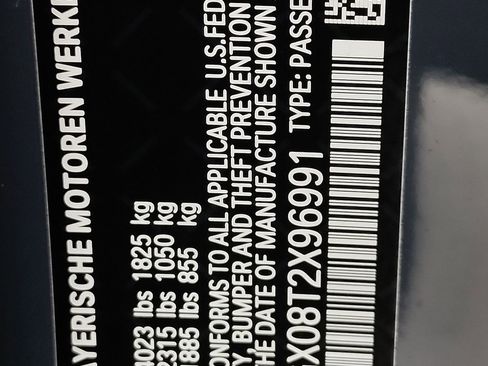 AYERISCHE MOTOREN WERKE
4023 lbs 1825 kg
2315 lbs 1050 kg
1885 lbs 855 kg
ONFORMS TO ALL APPLICABLE U.S.FED
Y, BUMPER AND THEFT PREVENTION
THE DATE OF MANUFACTURE SHOWN
X08T2X96991 TYPE: PASSE